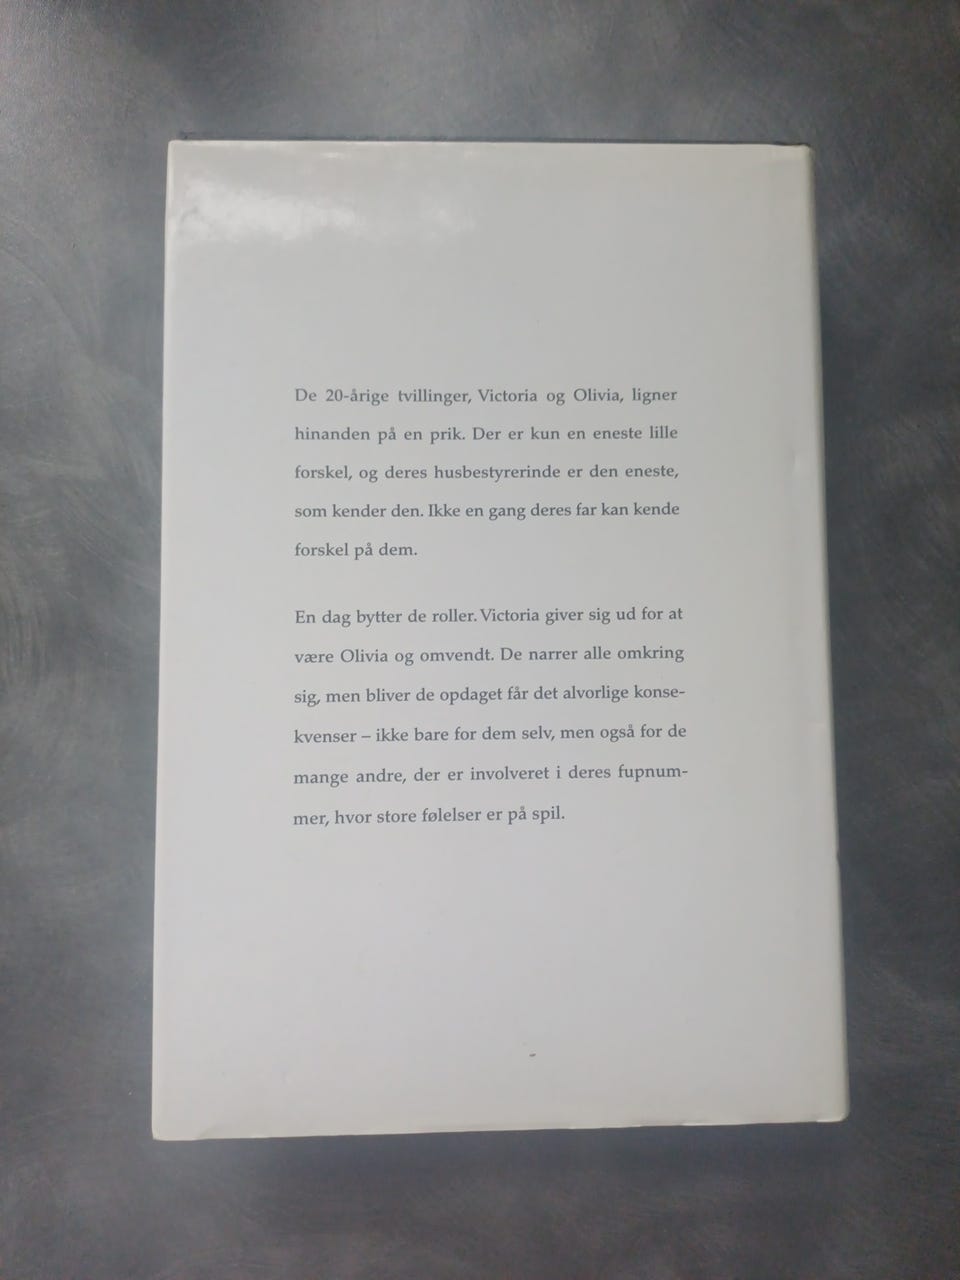 De 20-årige tvillinger, Victoria og Olivia, ligner
hinanden på en prik. Der er kun en eneste lille
forskel, og deres husbestyrerinde er den eneste,
som kender den. Ikke en gang deres far kan kende
forskel på dem.
En dag bytter de roller. Victoria giver sig ud for at
være Olivia og omvendt. De narrer alle omkring
sig, men bliver de opdaget får det alvorlige konse-
kvenser – ikke bare for dem selv, men også for de
mange andre, der er involveret i deres fupnum-
mer, hvor store følelser er på spil.